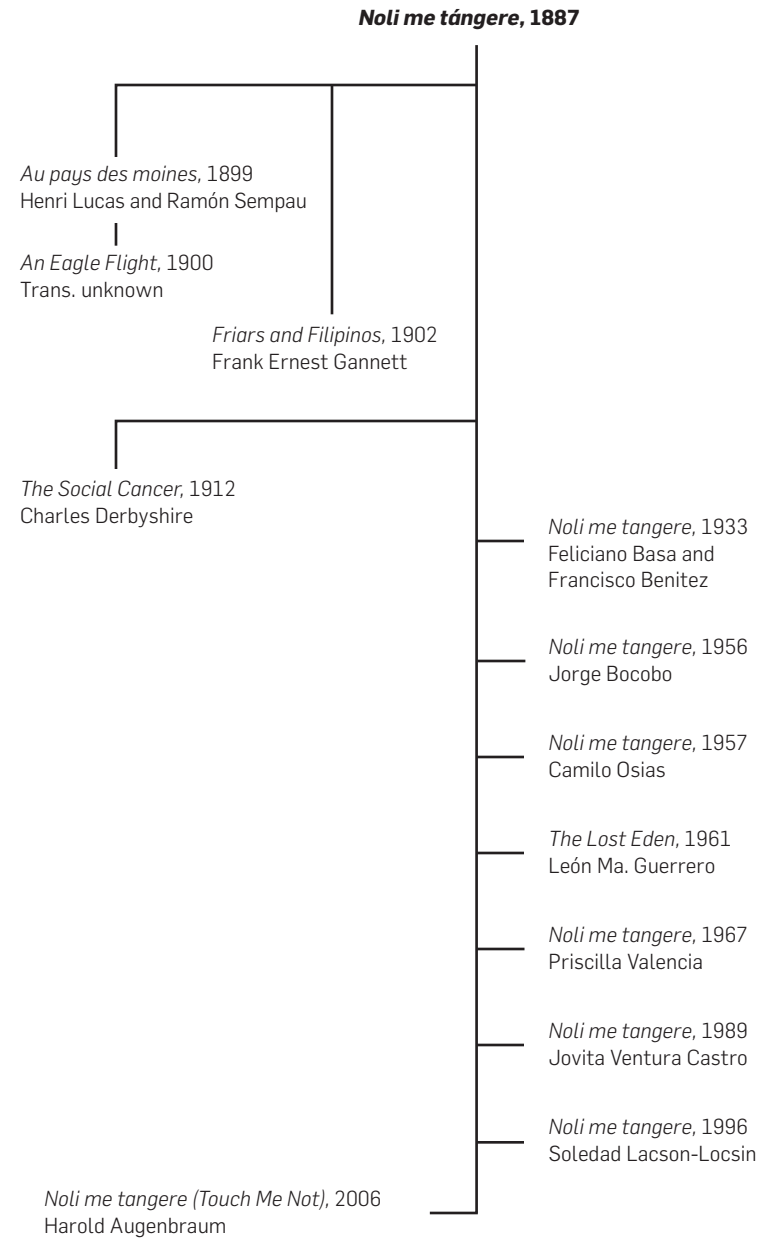 Noli me tángere, 1887
Au pays des moines, 1899
Henri Lucas and Ramón Sempau
An Eagle Flight, 1900
Trans. unknown
Friars and Filipinos, 1902
Frank Ernest Gannett
The Social Cancer, 1912
Charles Derbyshire
Noli me tangere, 1933
Feliciano Basa and
Francisco Benitez
Noli me tangere, 1956
Jorge Bocobo
Noli me tangere, 1957
Camilo Osias
The Lost Eden, 1961
León Ma. Guerrero
Noli me tangere, 1967
Priscilla Valencia
Noli me tangere, 1989
Jovita Ventura Castro
Noli me tangere, 1996
Soledad Lacson-Locsin
Noli me tangere (Touch Me Not), 2006
Harold Augenbraum